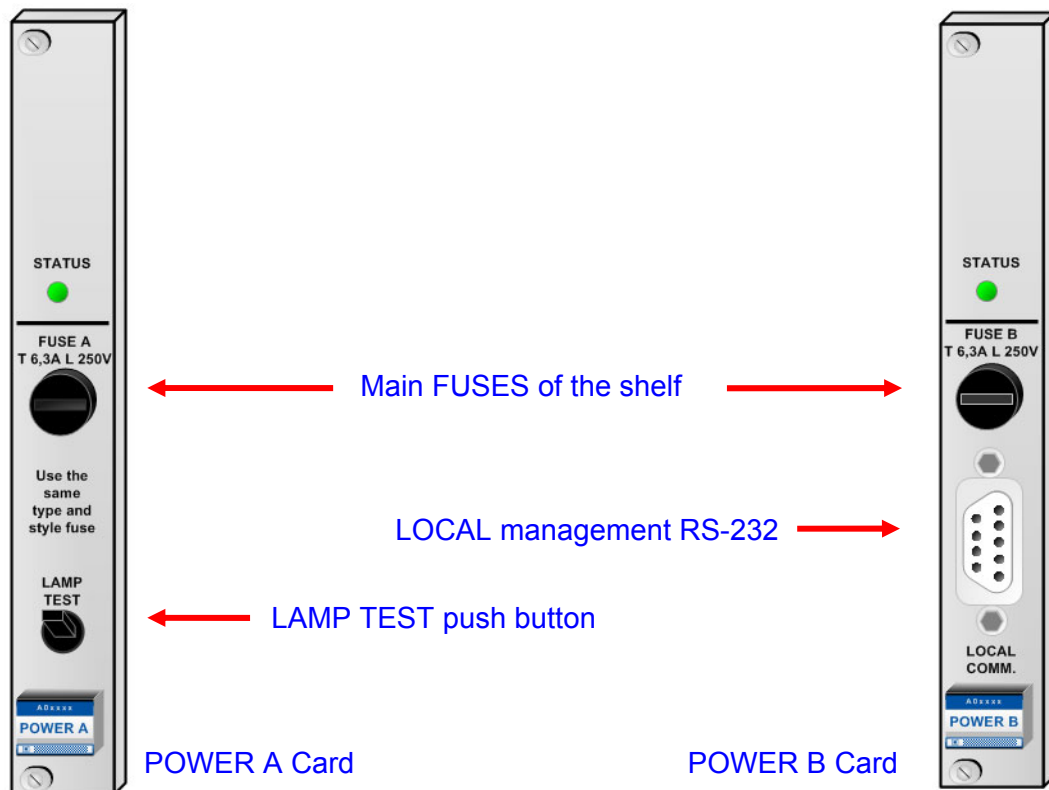 STATUS
FUSE A
T 6,3A L 250V
Use the
same
type and
style fuse
LAMP
TEST
A0xxxx
POWER A
POWER A Card
Main FUSES of the shelf
LOCAL management RS-232
LAMP TEST push button
STATUS
FUSE B
T 6,3A L 250V
LOCAL
COMM.
A0xxxx
POWER B
POWER B Card